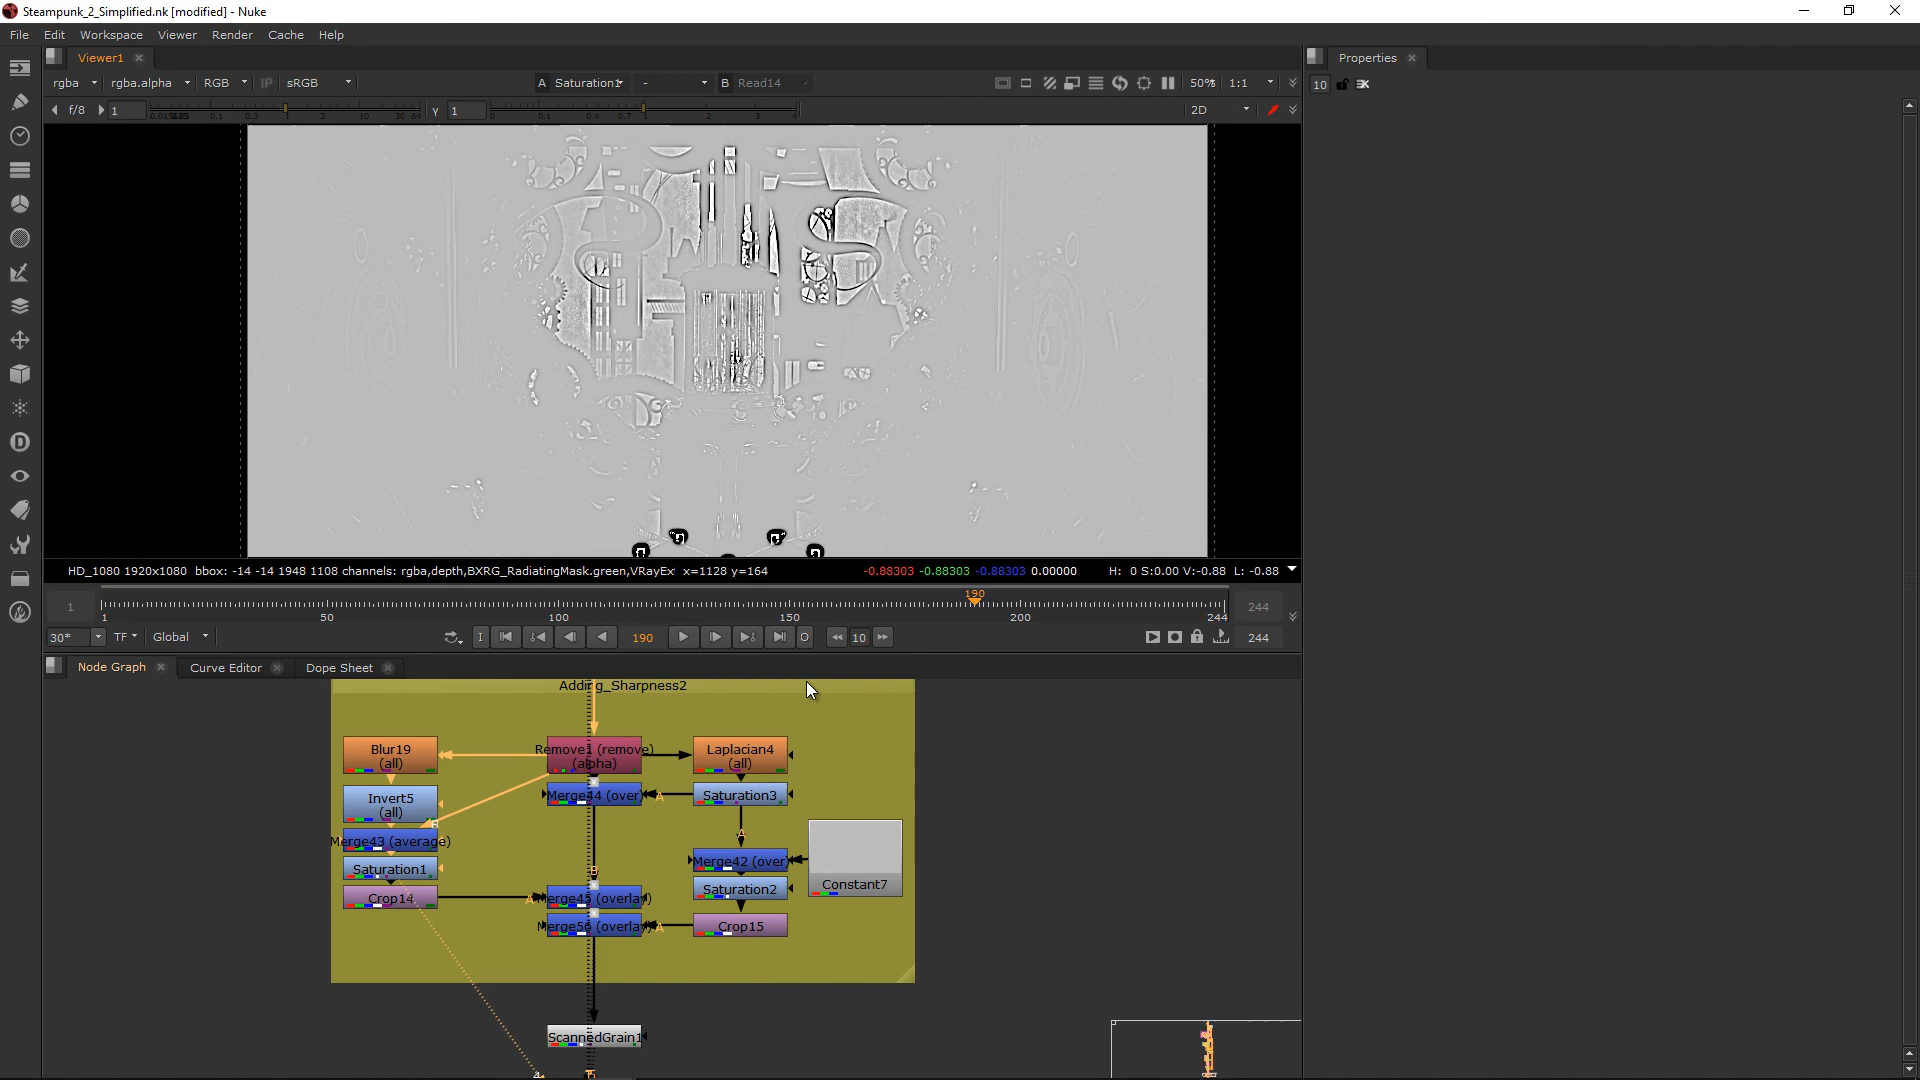 Steampunk_2_Simplified.nk [modified] - Nuke
File Edit Workspace Viewer Render Cache Help
Viewer1
Properties
rgba rgba.alpha RGB IP sRGB A Saturation1 - B Read14 50% 1:1
10
f/8 1 γ 1 2D
HD_1080 1920x1080 bbox: -14 -14 1948 1108 channels: rgba,depth,BXRG_RadiatingMask.green,VRayEx x=1128 y=164 -0.88303 -0.88303 -0.88303 0.00000 H: 0 S:0.00 V:-0.88 L: -0.88
190
1 244
1 50 100 150 200 244
30* TF Global I 190 O 10 244
Node Graph Curve Editor Dope Sheet
Adding_Sharpness2
Blur19 (all)
Remove1 (remove) (alpha)
Laplacian4 (all)
Invert5 (all)
Merge44 (over)
A
Saturation3
B
A
Merge43 (average)
Merge42 (over)
Saturation1
B
Saturation2
Constant7
Crop14
A
Merge45 (overlay)
Merge56 (overlay)
A
Crop15
ScannedGrain1